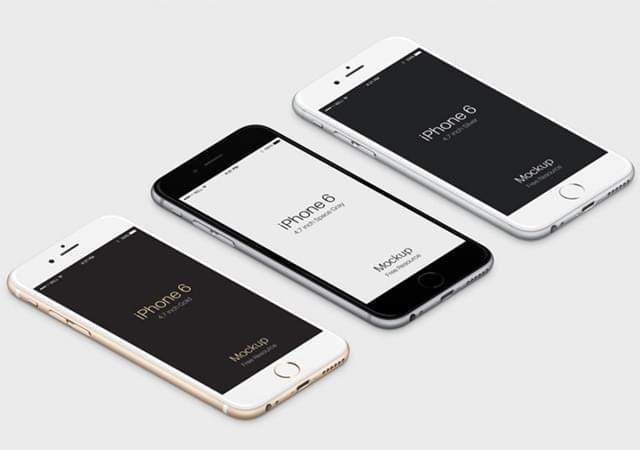 iPhone 6
4.7 inch Gold
Mockup
Free Resource
iPhone 6
4.7 inch Space Gray
Mockup
Free Resource
iPhone 6
4.7 inch Silver
Mockup
Free Resource